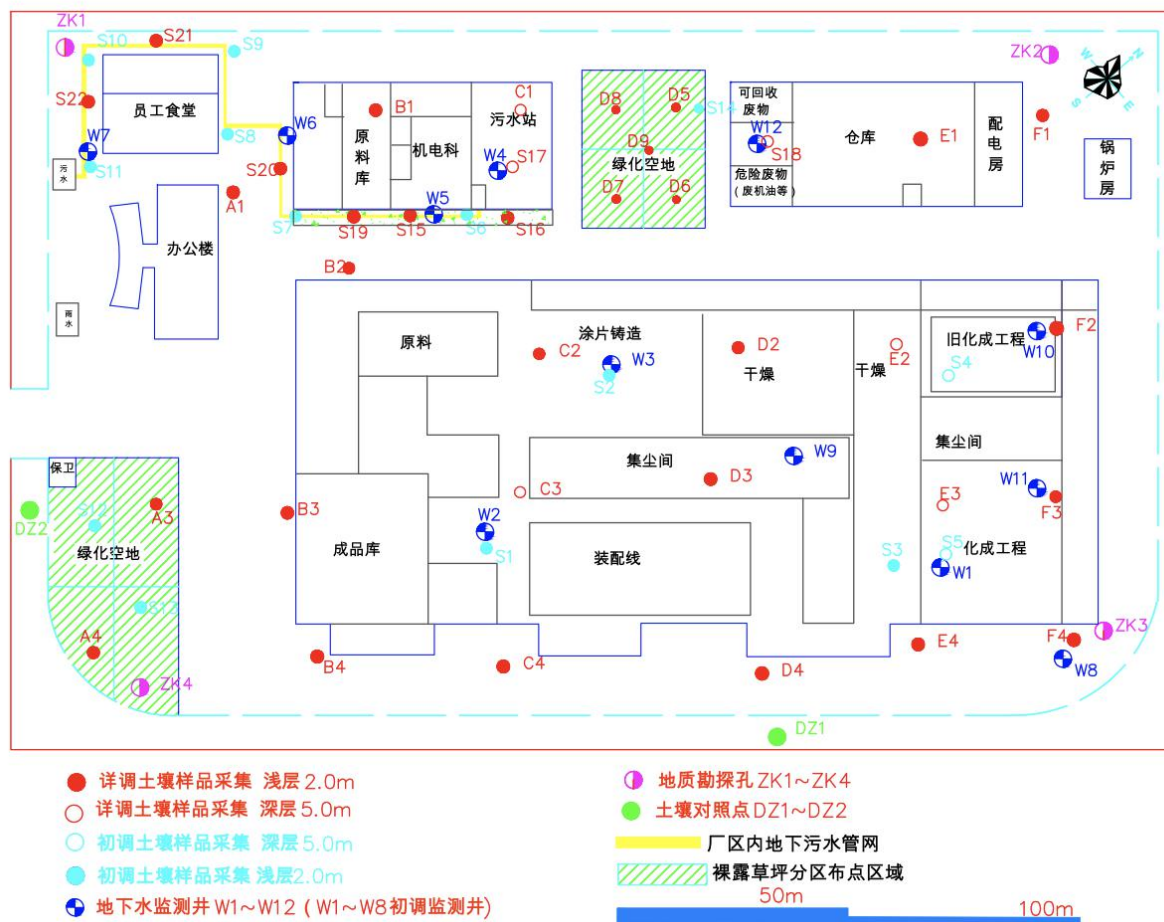 ZK1
S10
S21
S9
ZK2
W
N
S
E
S22
员工食堂
B1
C1
原料库
机电科
污水站
D8
D5
S14
可回收
废物
W12
S18
仓库
E1
配电房
F1
锅炉房
W7
S11
污水
S8
W6
S20
W4
S17
D9
绿化空地
危险废物
(废机油等)
A1
D7
D6
S7
S19
S15
W5
S6
S16
办公楼
B2
雨水
原料
涂片铸造
C2
W3
S2
D2
干燥
干燥
E2
旧化成工程
S4
W10
F2
集尘间
W9
集尘间
D3
保卫
A3
S12
DZ2
绿化空地
B3
成品库
C3
W2
S1
装配线
S3
E3
S5
化成工程
W1
W11
F3
S13
A4
ZK4
B4
C4
D4
E4
F4
ZK3
W8
DZ1
详调土壤样品采集 浅层2.0m
详调土壤样品采集 深层5.0m
初调土壤样品采集 深层5.0m
初调土壤样品采集 浅层2.0m
地下水监测井W1~W12(W1~W8初调监测井)
地质勘探孔ZK1~ZK4
土壤对照点DZ1~DZ2
厂区内地下污水管网
裸露草坪分区布点区域
50m
100m